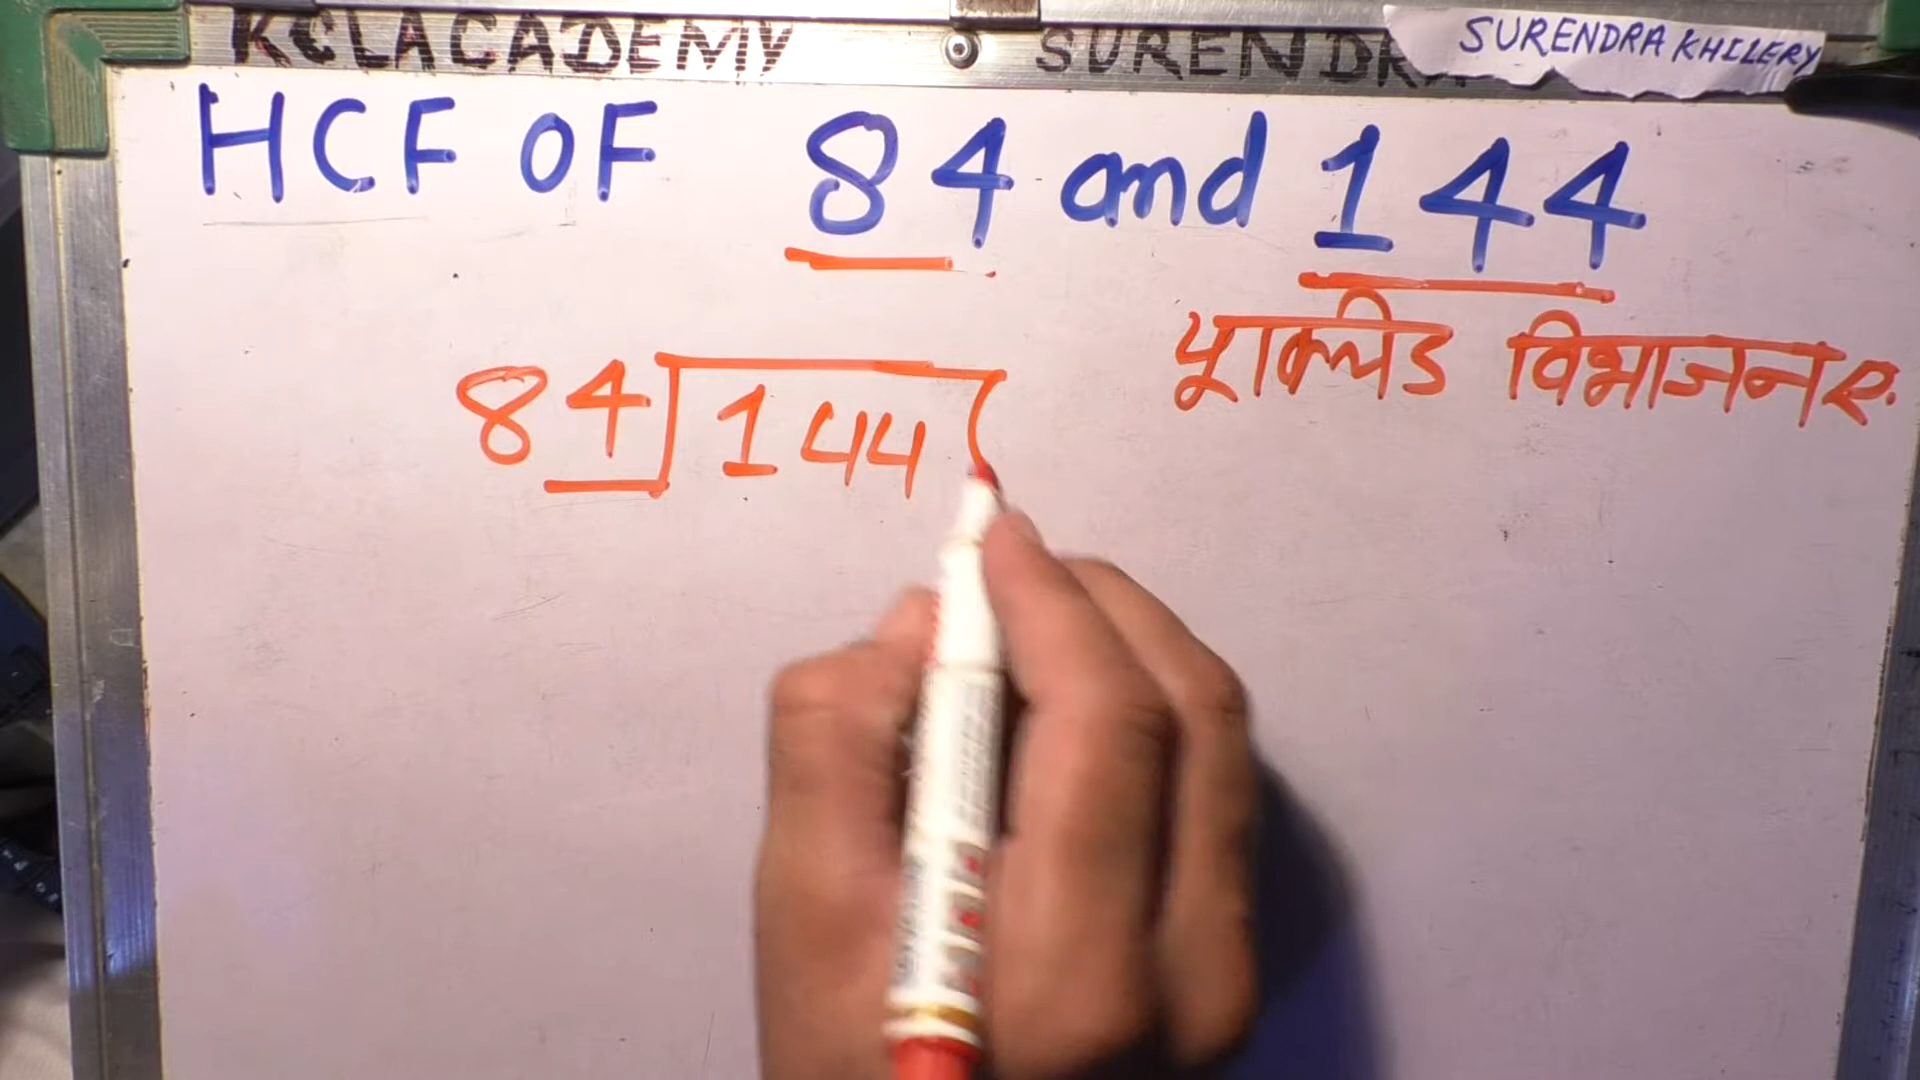 KCLACADEMY SURENDRA
SURENDRA KHILERY
HCF OF 84 and 144
यूक्लीड विभाजन ए.
84 144